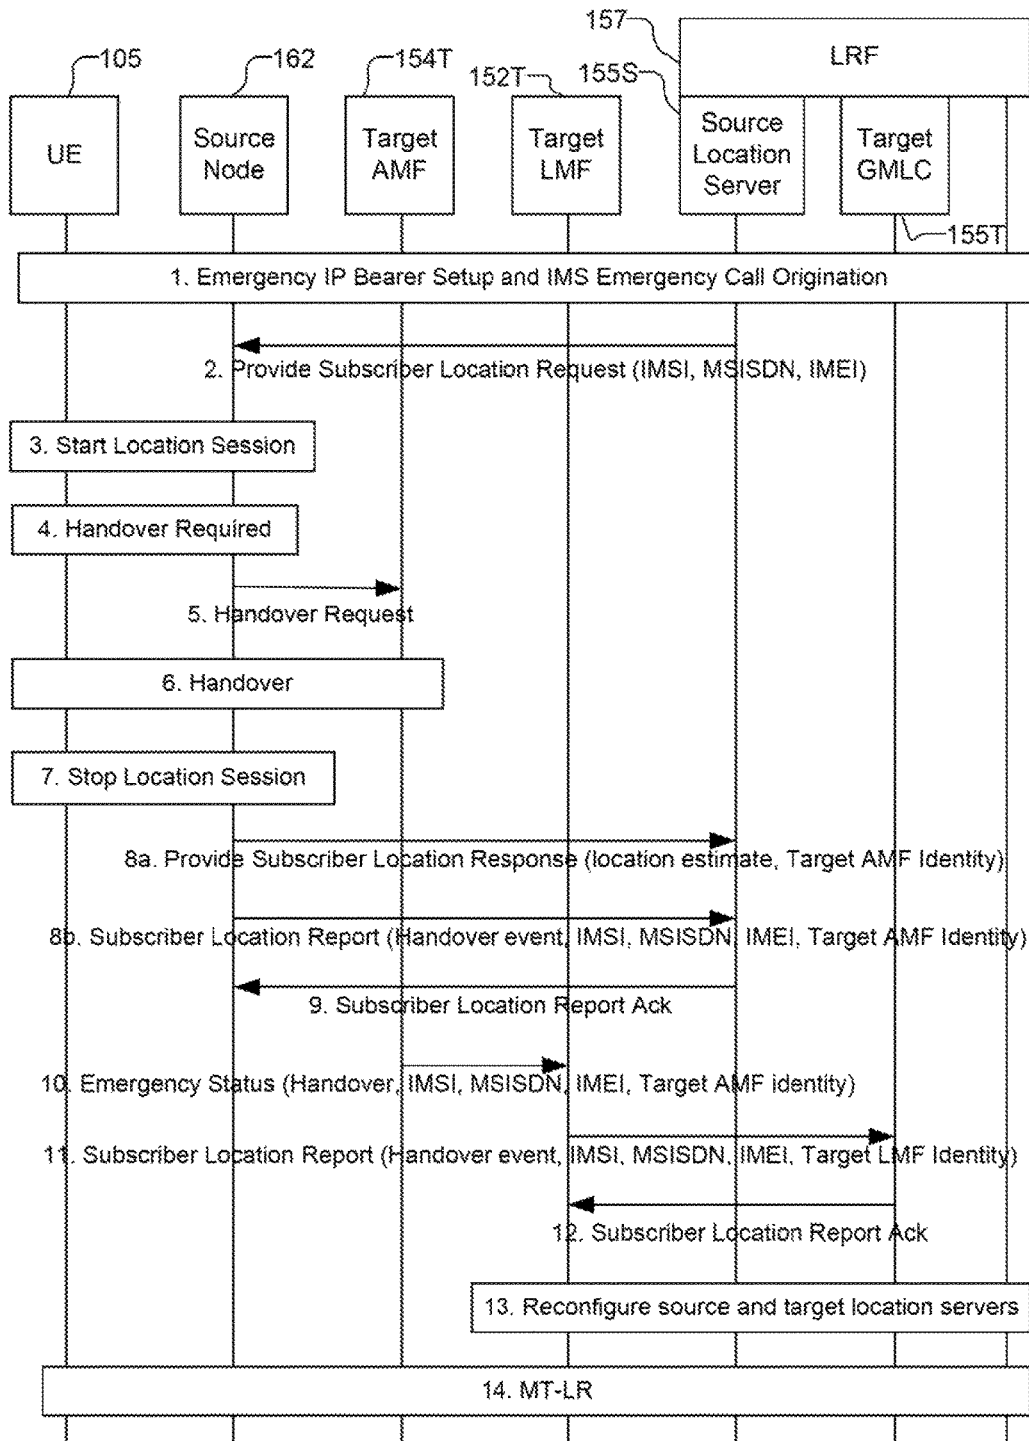 157
LRF
105
162
154T
152T
155S
UE
Source
Node
Target
AMF
Target
LMF
Source
Location
Server
Target
GMLC
155T
1. Emergency IP Bearer Setup and IMS Emergency Call Origination
2. Provide Subscriber Location Request (IMSI, MSISDN, IMEI)
3. Start Location Session
4. Handover Required
5. Handover Request
6. Handover
7. Stop Location Session
8a. Provide Subscriber Location Response (location estimate, Target AMF Identity)
8b. Subscriber Location Report (Handover event, IMSI, MSISDN, IMEI, Target AMF Identity)
9. Subscriber Location Report Ack
10. Emergency Status (Handover, IMSI, MSISDN, IMEI, Target AMF identity)
11. Subscriber Location Report (Handover event, IMSI, MSISDN, IMEI, Target LMF Identity)
12. Subscriber Location Report Ack
13. Reconfigure source and target location servers
14. MT-LR